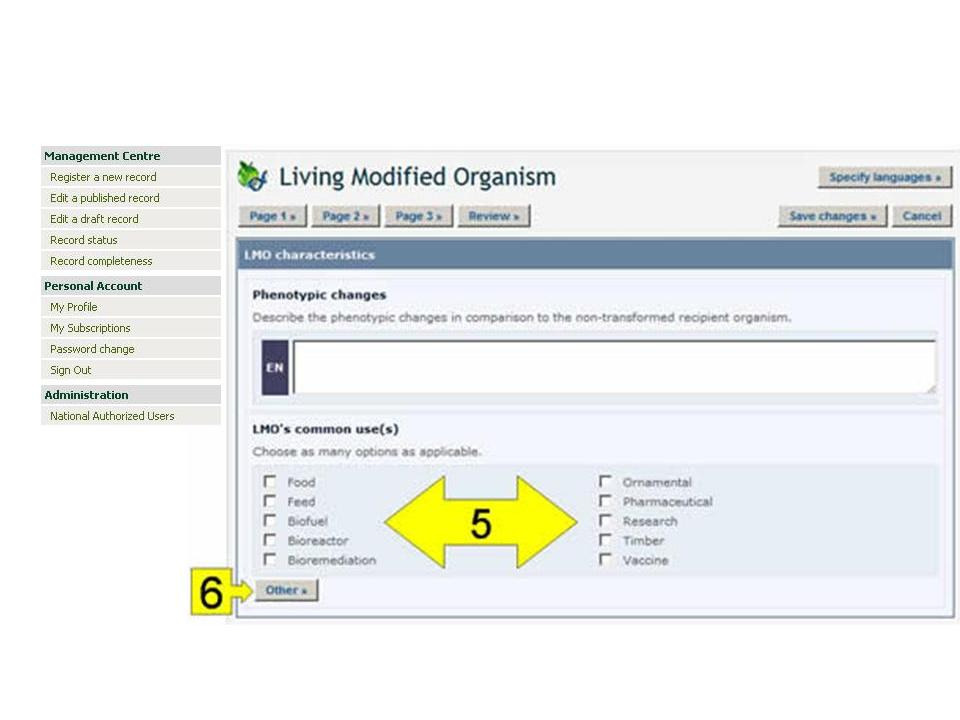 Management Centre
Register a new record
Edit a published record
Edit a draft record
Record status
Record completeness
Personal Account
My Profile
My Subscriptions
Password change
Sign Out
Administration
National Authorized Users
Living Modified Organism
Specify languages »
Page 1 » Page 2 » Page 3 » Review » Save changes » Cancel
LMO characteristics
Phenotypic changes
Describe the phenotypic changes in comparison to the non-transformed recipient organism.
EN
LMO's common use(s)
Choose as many options as applicable.
Food
Feed
Biofuel
Bioreactor
Bioremediation
5
Ornamental
Pharmaceutical
Research
Timber
Vaccine
6 Other »